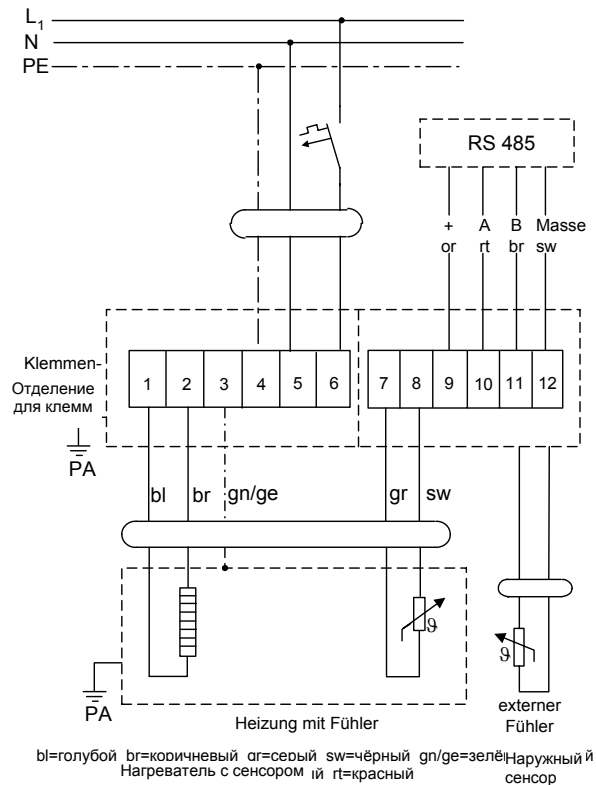 L1
N
PE
RS 485
+ A B Masse
or rt br sw
Klemmen-
Отделение
для клемм
1 2 3 4 5 6 7 8 9 10 11 12
PA
bl br gn/ge gr sw
ϑ ϑ
PA
Heizung mit Fühler
externer
Fühler
bl=голубой br=коричневый gr=серый sw=чёрный gn/ge=зелё
Нагреватель с сенсором ый rt=красный
Наружный й
сенсор